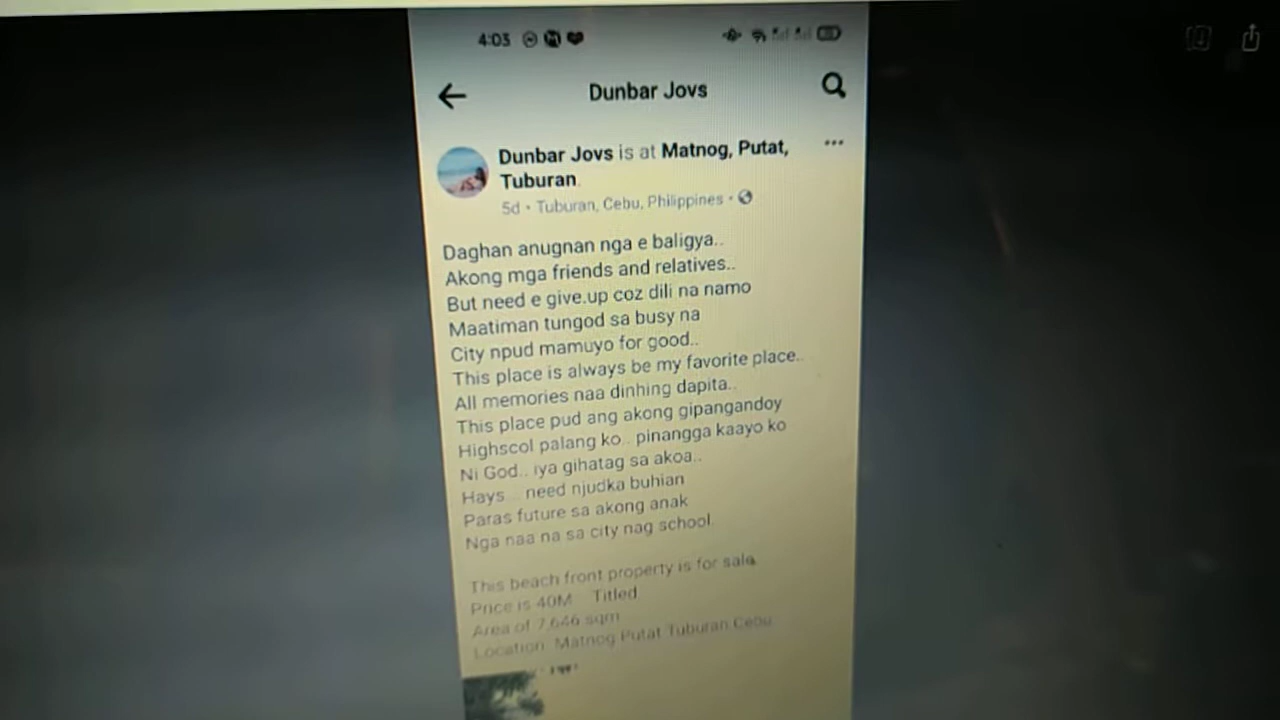 4:03
Dunbar Jovs
Dunbar Jovs is at Matnog, Putat,
Tuburan.
5d · Tuburan, Cebu, Philippines ·
Daghan anugnan nga e baligya..
Akong mga friends and relatives..
But need e give.up coz dili na namo
Maatiman tungod sa busy na
City npud mamuyo for good..
This place is always be my favorite place..
All memories naa dinhing dapita..
This place pud ang akong gipangandoy
Highscol palang ko.. pinangga kaayo ko
Ni God.. iya gihatag sa akoa..
Hays... need njudka buhian
Paras future sa akong anak
Nga naa na sa city nag school.
This beach front property is for sale
Price is 40M Titled
Area of 7,646 sqm
Location. Matnog Putat Tuburan Cebu